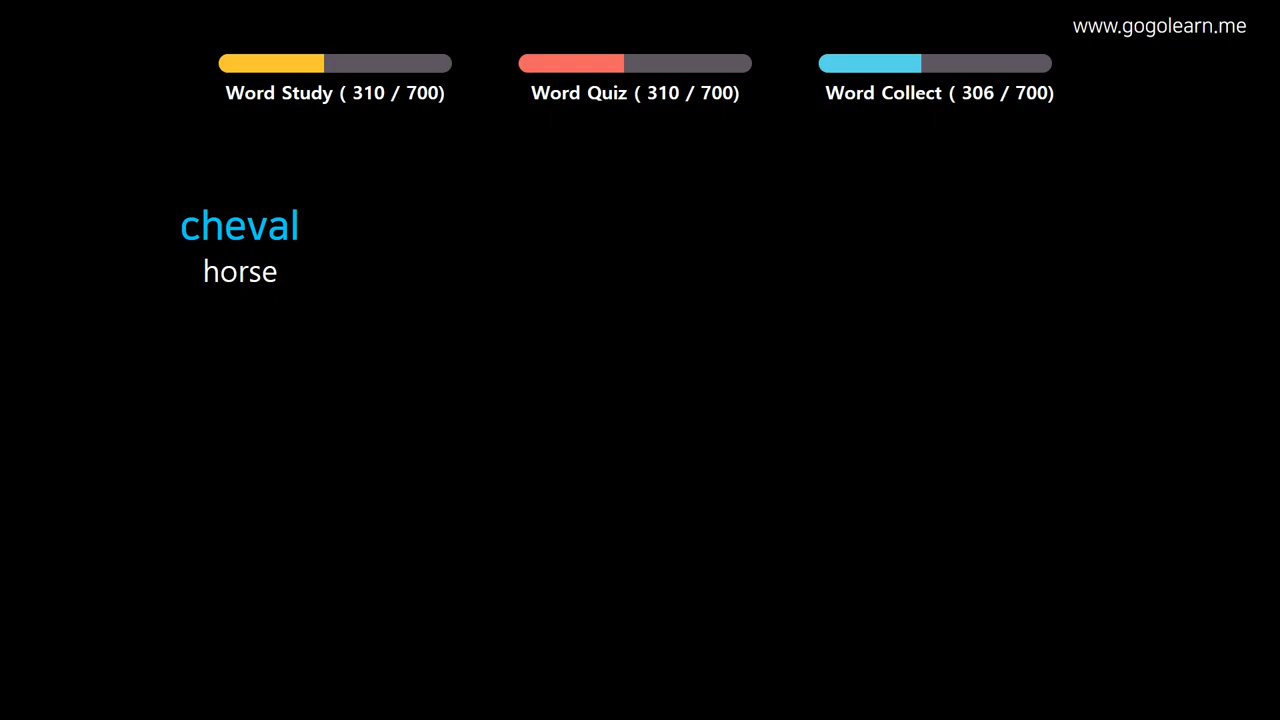 www.gogolearn.me
Word Study ( 310 / 700)
Word Quiz ( 310 / 700)
Word Collect ( 306 / 700)
cheval
horse